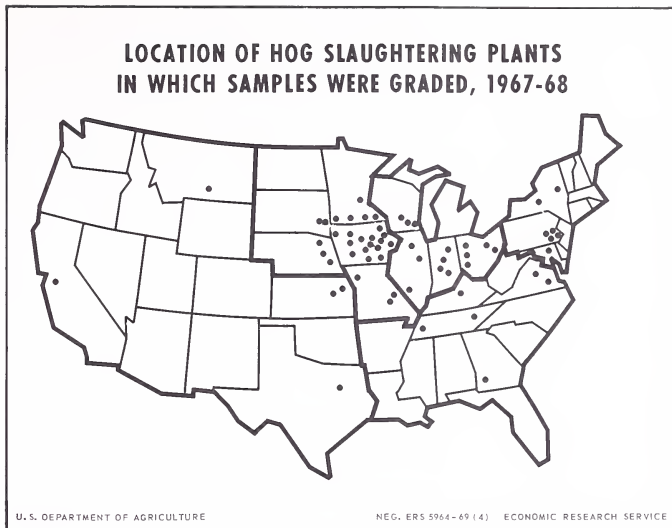 LOCATION OF HOG SLAUGHTERING PLANTS
IN WHICH SAMPLES WERE GRADED, 1967-68
U.S. DEPARTMENT OF AGRICULTURE
NEG. ERS 5964-69 (4) ECONOMIC RESEARCH SERVICE